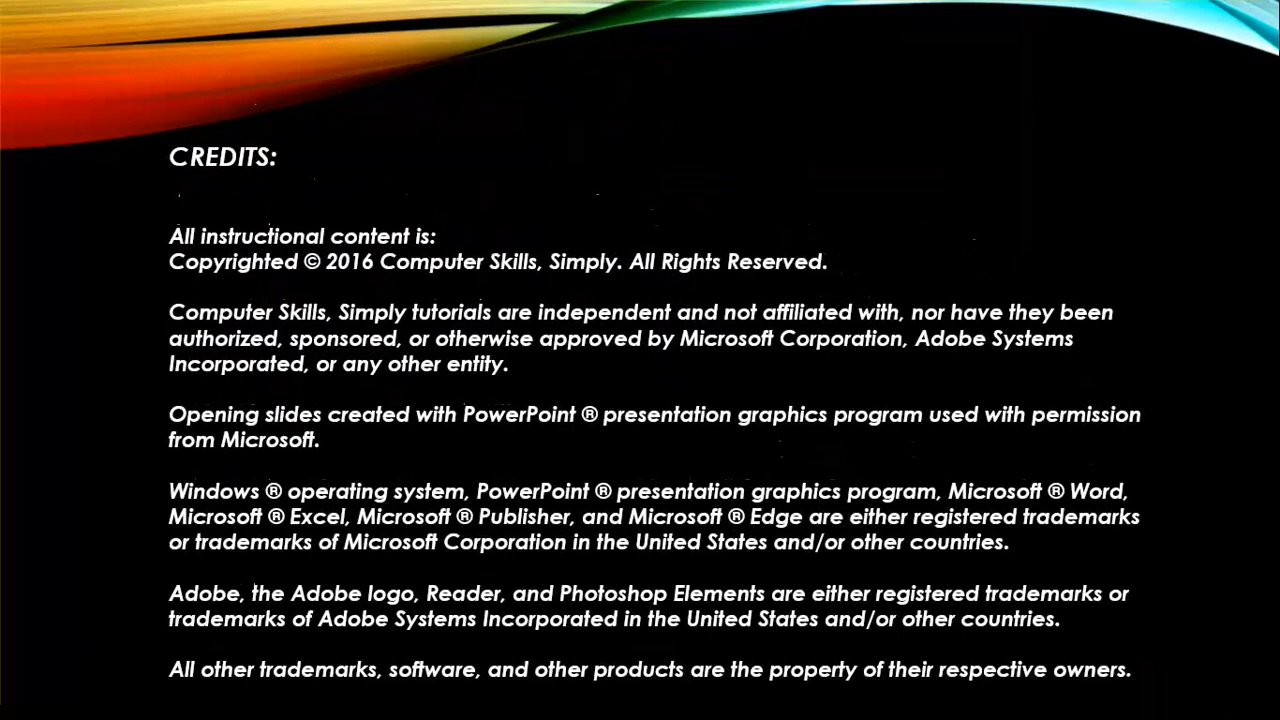 CREDITS:
All instructional content is:
Copyrighted © 2016 Computer Skills, Simply. All Rights Reserved.
Computer Skills, Simply tutorials are independent and not affiliated with, nor have they been
authorized, sponsored, or otherwise approved by Microsoft Corporation, Adobe Systems
Incorporated, or any other entity.
Opening slides created with PowerPoint ® presentation graphics program used with permission
from Microsoft.
Windows ® operating system, PowerPoint ® presentation graphics program, Microsoft ® Word,
Microsoft ® Excel, Microsoft ® Publisher, and Microsoft ® Edge are either registered trademarks
or trademarks of Microsoft Corporation in the United States and/or other countries.
Adobe, the Adobe logo, Reader, and Photoshop Elements are either registered trademarks or
trademarks of Adobe Systems Incorporated in the United States and/or other countries.
All other trademarks, software, and other products are the property of their respective owners.